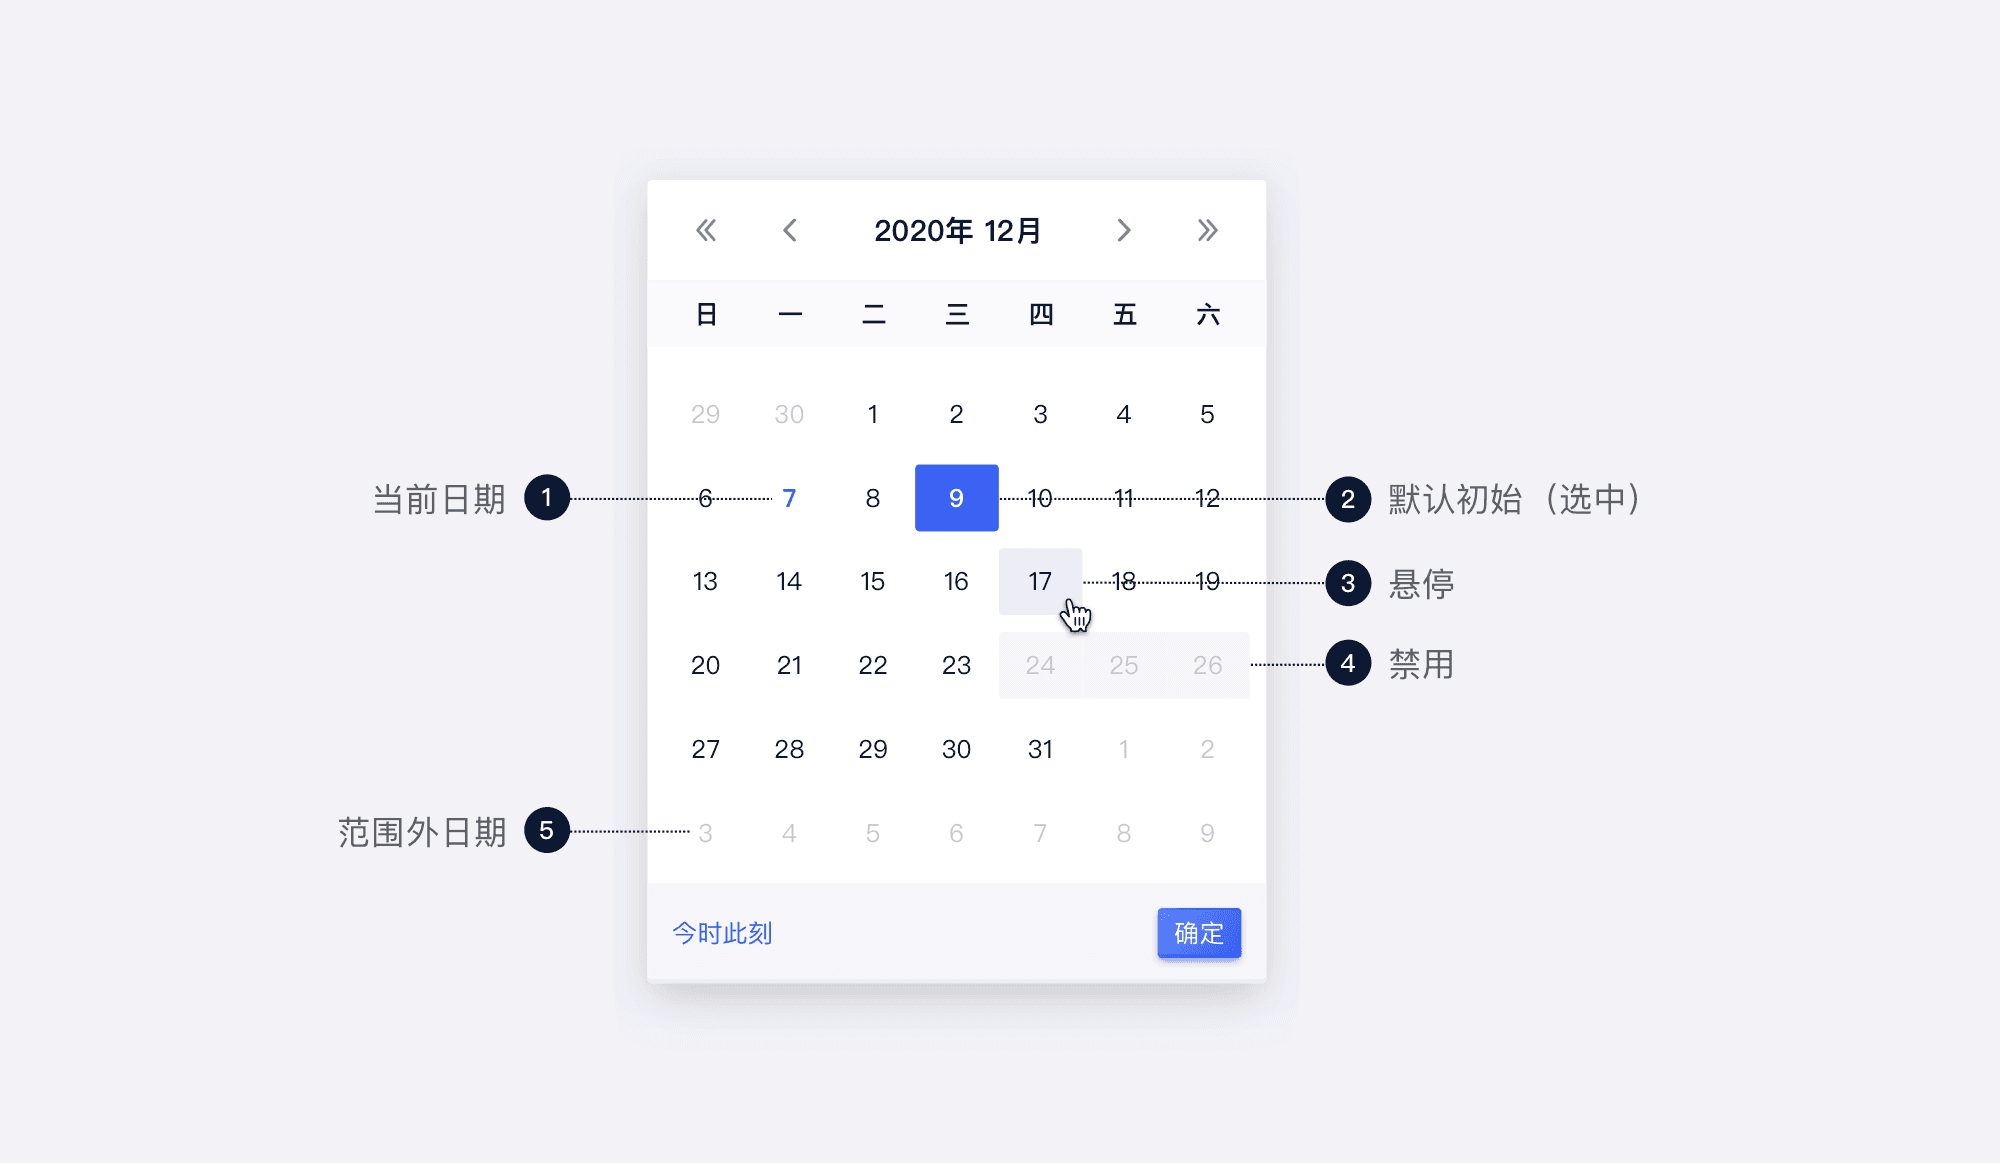 2020年 12月
日 一 二 三 四 五 六
29 30 1 2 3 4 5
当前日期 1 6 7 8 9 10 11 12 2 默认初始（选中）
13 14 15 16 17 18 19 3 悬停
20 21 22 23 24 25 26 4 禁用
27 28 29 30 31 1 2
范围外日期 5 3 4 5 6 7 8 9
今时此刻 确定